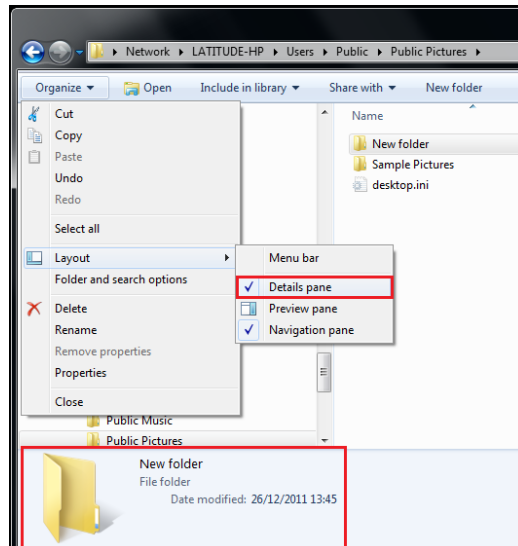 Network ▸ LATITUDE-HP ▸ Users ▸ Public ▸ Public Pictures ▸
Organize ▾ Open Include in library ▾ Share with ▾ New folder
Cut
Copy
Paste
Undo
Redo
Select all
Layout
Folder and search options
Delete
Rename
Remove properties
Properties
Close
Menu bar
Details pane
Preview pane
Navigation pane
Name
New folder
Sample Pictures
desktop.ini
Public Music
Public Pictures
New folder
File folder
Date modified: 26/12/2011 13:45